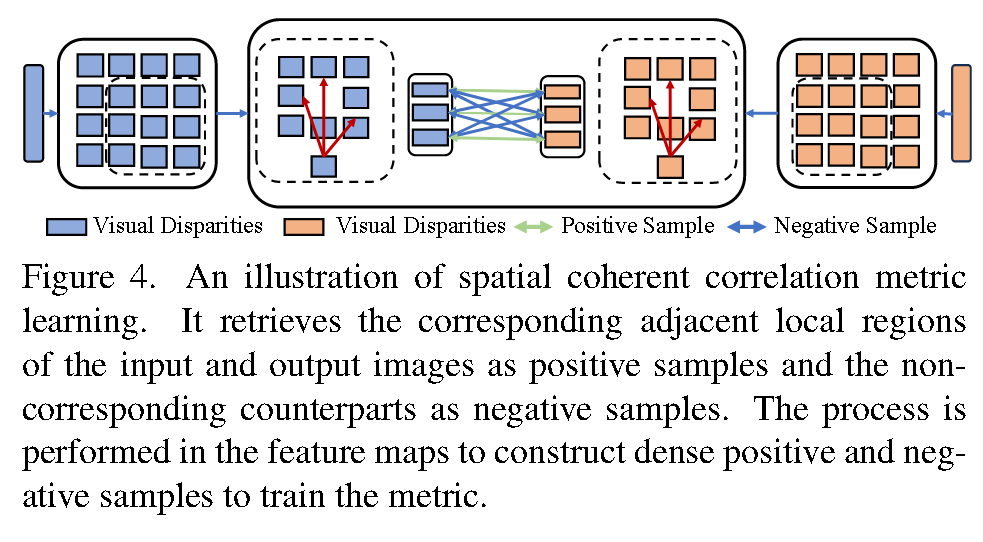 Visual Disparities Visual Disparities Positive Sample Negative Sample
Figure 4. An illustration of spatial coherent correlation metric
learning. It retrieves the corresponding adjacent local regions
of the input and output images as positive samples and the non-
corresponding counterparts as negative samples. The process is
performed in the feature maps to construct dense positive and neg-
ative samples to train the metric.